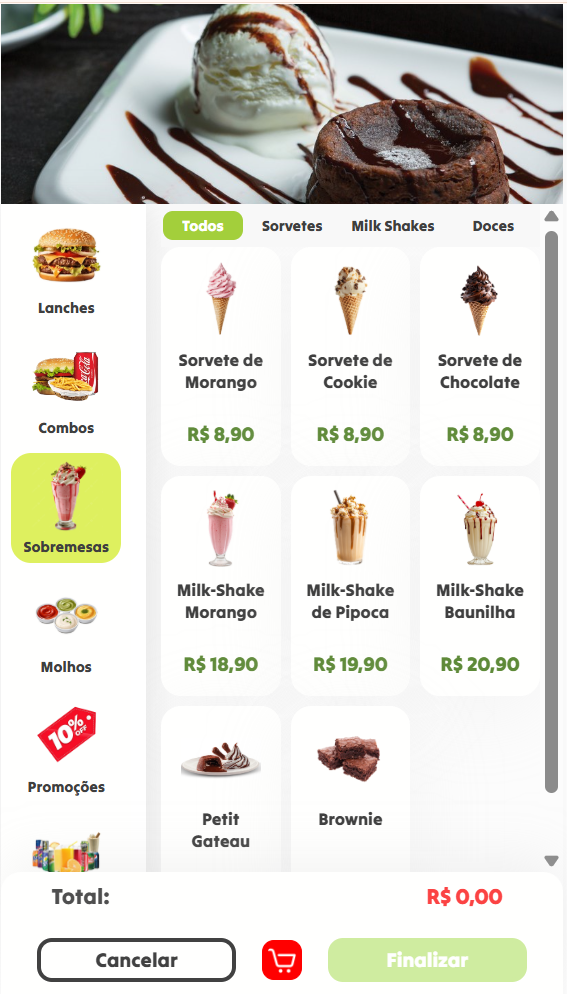 Todos Sorvetes Milk Shakes Doces
Lanches
Combos
Sobremesas
Molhos
10%
OFF
Promoções
Sorvete de
Morango
R$ 8,90
Sorvete de
Cookie
R$ 8,90
Sorvete de
Chocolate
R$ 8,90
Milk-Shake
Morango
R$ 18,90
Milk-Shake
de Pipoca
R$ 19,90
Milk-Shake
Baunilha
R$ 20,90
Petit
Gateau
Brownie
Total: R$ 0,00
Cancelar Finalizar